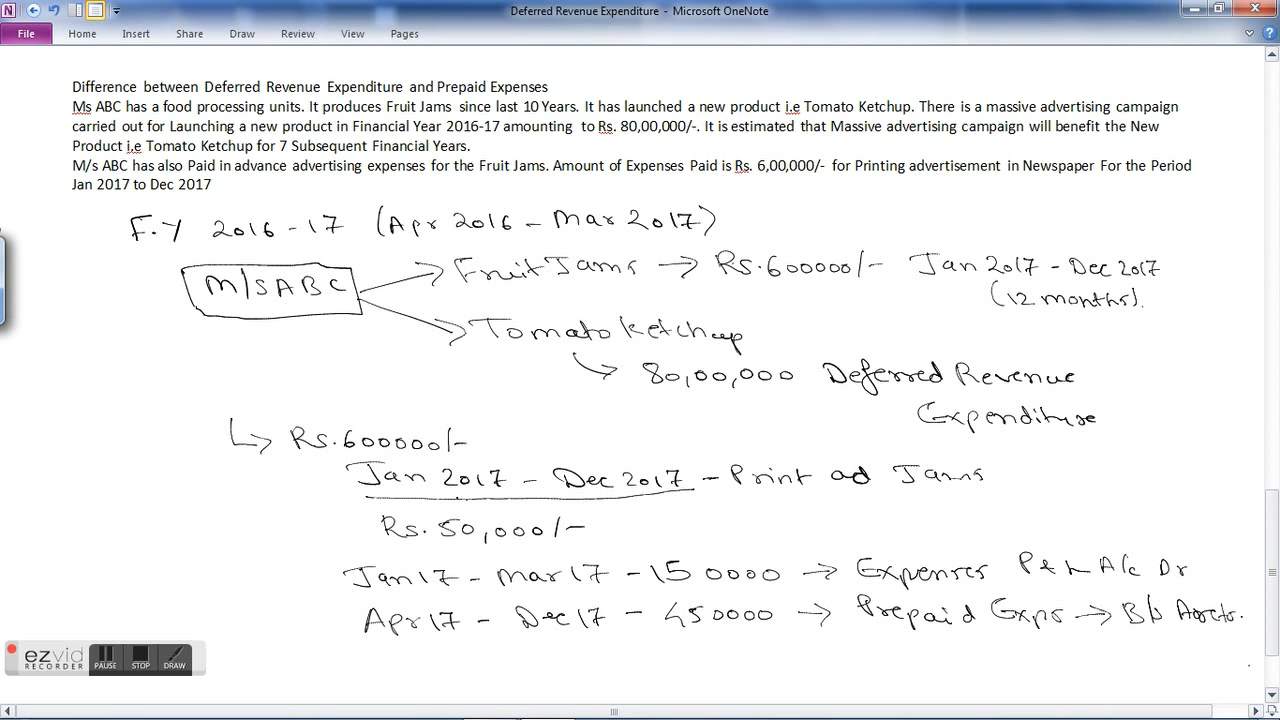 Deferred Revenue Expenditure - Microsoft OneNote
File Home Insert Share Draw Review View Pages
Difference between Deferred Revenue Expenditure and Prepaid Expenses
Ms ABC has a food processing units. It produces Fruit Jams since last 10 Years. It has launched a new product i.e Tomato Ketchup. There is a massive advertising campaign
carried out for Launching a new product in Financial Year 2016-17 amounting to Rs. 80,00,000/-. It is estimated that Massive advertising campaign will benefit the New
Product i.e Tomato Ketchup for 7 Subsequent Financial Years.
M/s ABC has also Paid in advance advertising expenses for the Fruit Jams. Amount of Expenses Paid is Rs. 6,00,000/- for Printing advertisement in Newspaper For the Period
Jan 2017 to Dec 2017
F.Y 2016-17 (Apr 2016 - Mar 2017)
M/S ABC
Fruit Jams → Rs.600000/- Jan 2017 - Dec 2017
(12 months).
Tomato Ketchup
80,00,000 Deferred Revenue
Expenditure
Rs.600000/-
Jan 2017 - Dec 2017 - Print ad Jams
Rs.50,000/-
Jan 17 - Mar 17 - 150000 → Expenses P & L A/c Dr
Apr 17 - Dec 17 - 450000 → Prepaid Exps → B/s Assets.
ezvid
RECORDER
PAUSE STOP DRAW